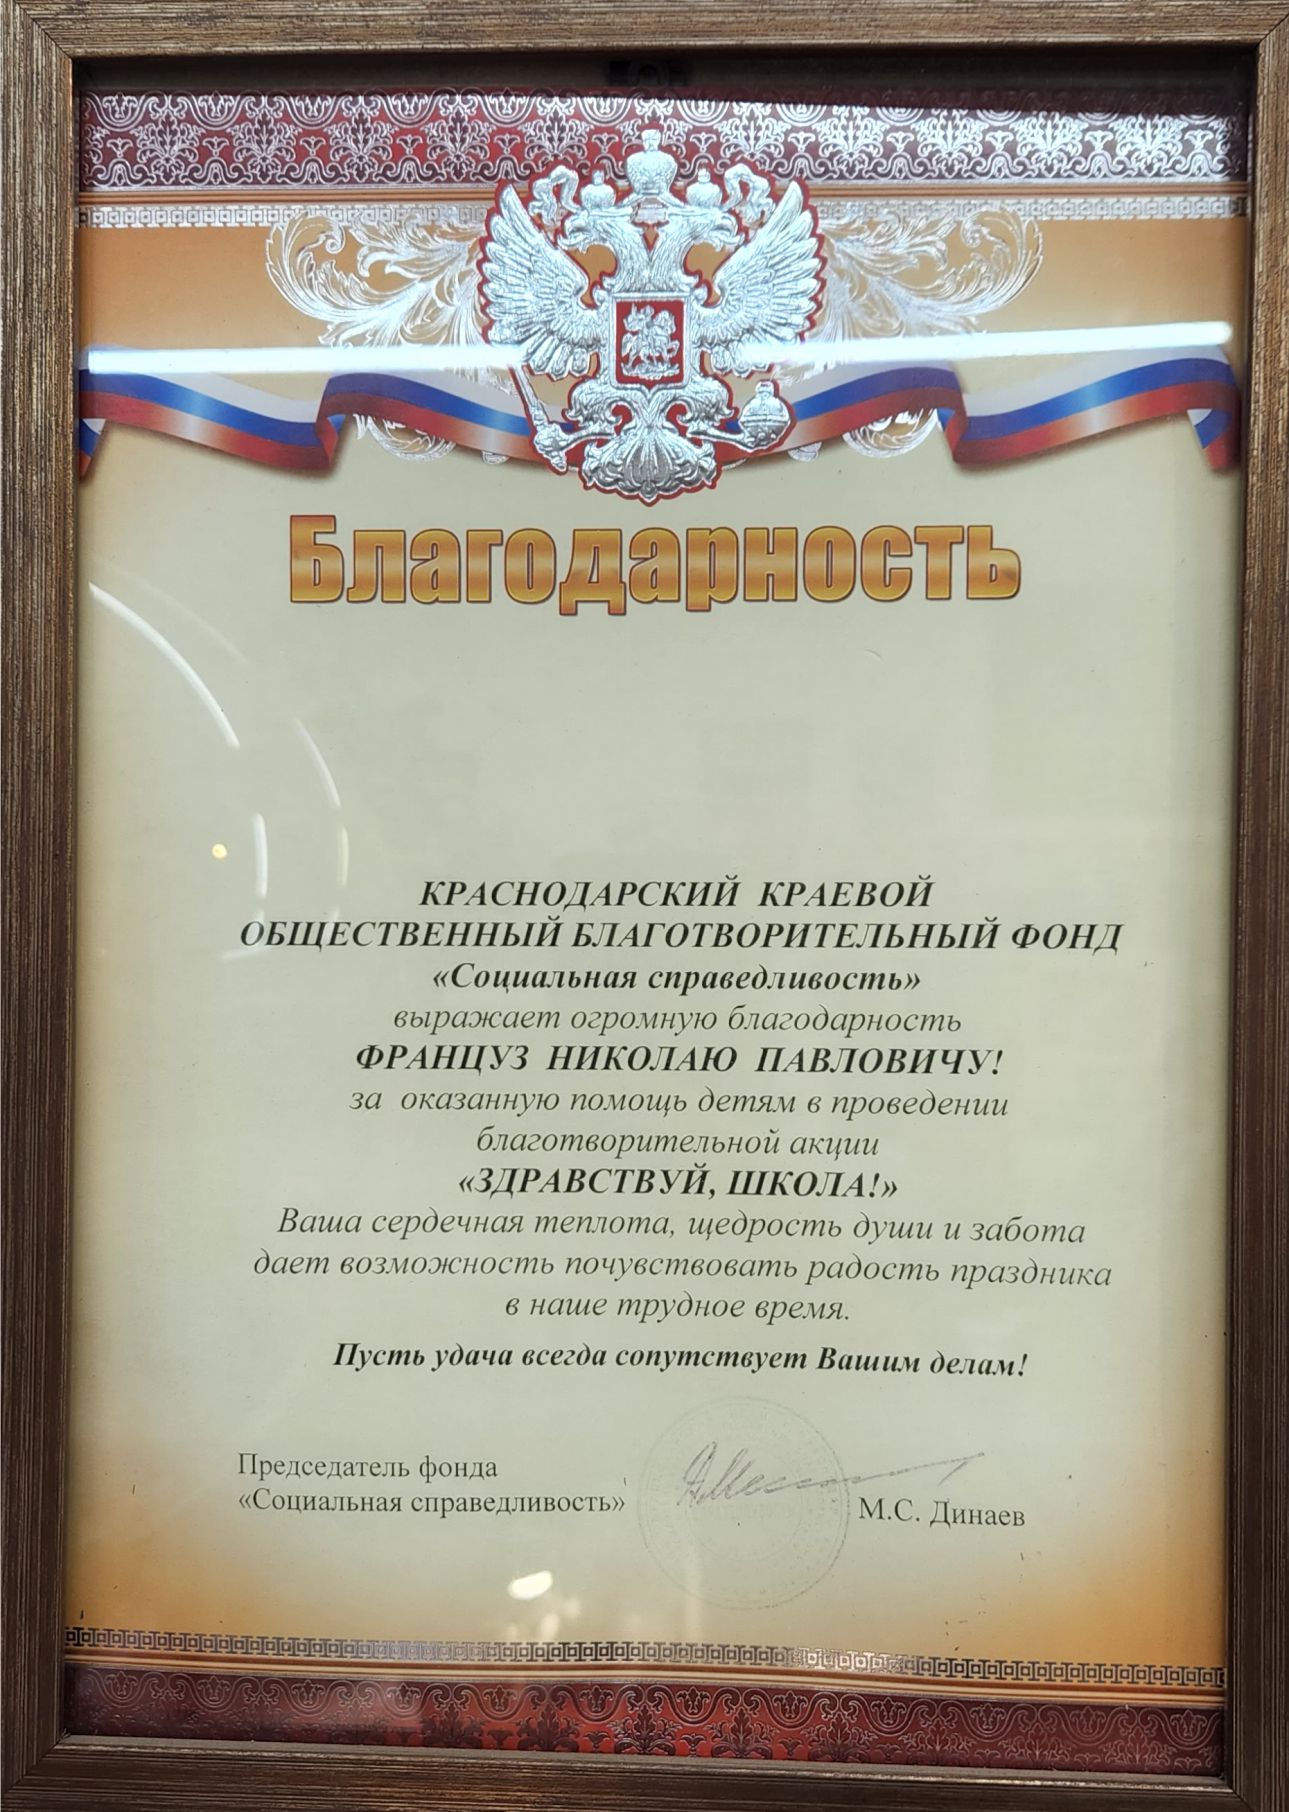 Благодарность
КРАСНОДАРСКИЙ КРАЕВОЙ
ОБЩЕСТВЕННЫЙ БЛАГОТВОРИТЕЛЬНЫЙ ФОНД
«Социальная справедливость»
выражает огромную благодарность
ФРАНЦУЗ НИКОЛАЮ ПАВЛОВИЧУ!
за оказанную помощь детям в проведении
благотворительной акции
«ЗДРАВСТВУЙ, ШКОЛА!»
Ваша сердечная теплота, щедрость души и забота
дает возможность почувствовать радость праздника
в наше трудное время.
Пусть удача всегда сопутствует Вашим делам!
Председатель фонда
«Социальная справедливость»
М.С. Динаев